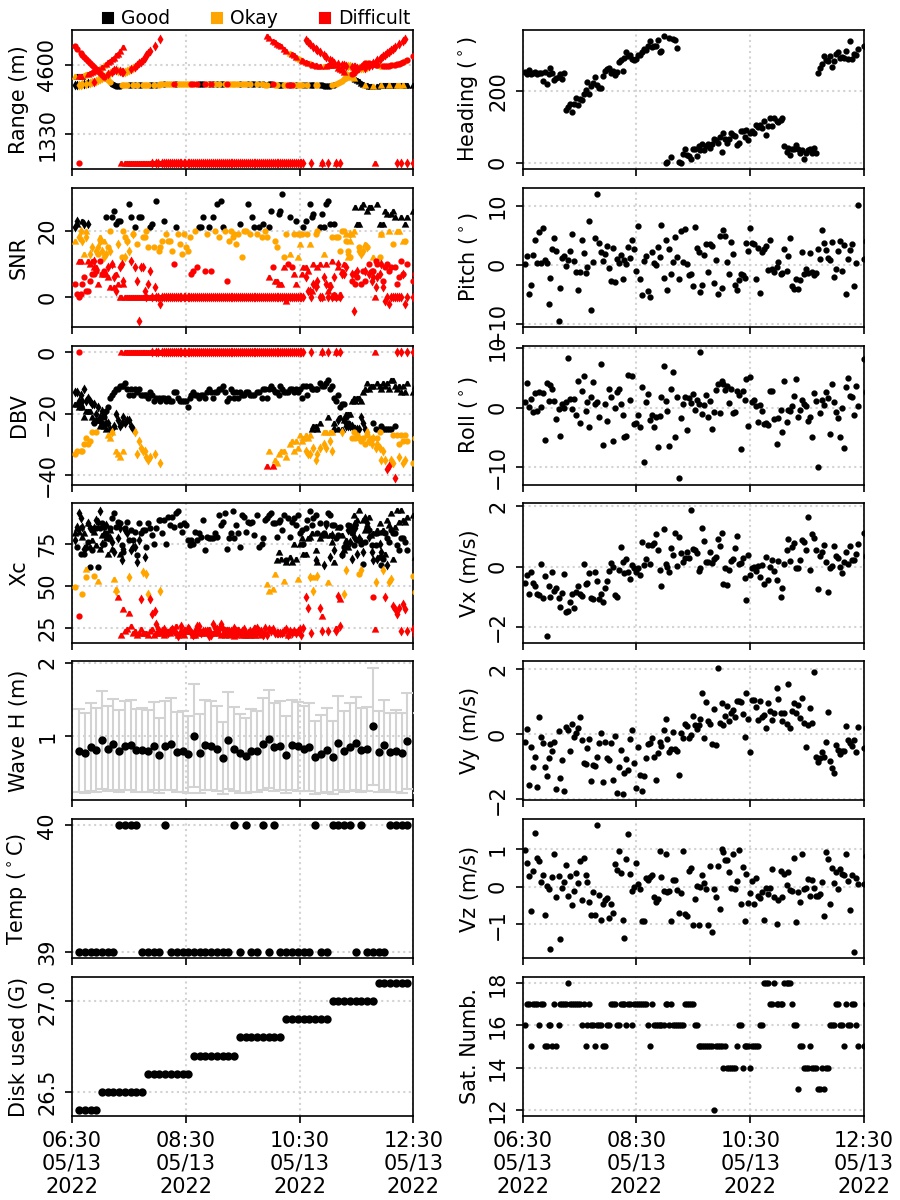 Good Okay Difficult
Range (m)
4600
1330
Heading (°)
200
0
SNR
20
0
Pitch (°)
10
0
−10
DBV
0
−20
−40
Roll (°)
10
0
−10
Xc
75
50
25
Vx (m/s)
2
0
−2
Wave H (m)
2
1
Vy (m/s)
2
0
−2
Temp (°C)
40
39
Vz (m/s)
1
0
−1
Disk used (G)
27.0
26.5
Sat. Numb.
18
16
14
12
06:30 08:30 10:30 12:30
05/13 05/13 05/13 05/13
2022 2022 2022 2022
06:30 08:30 10:30 12:30
05/13 05/13 05/13 05/13
2022 2022 2022 2022